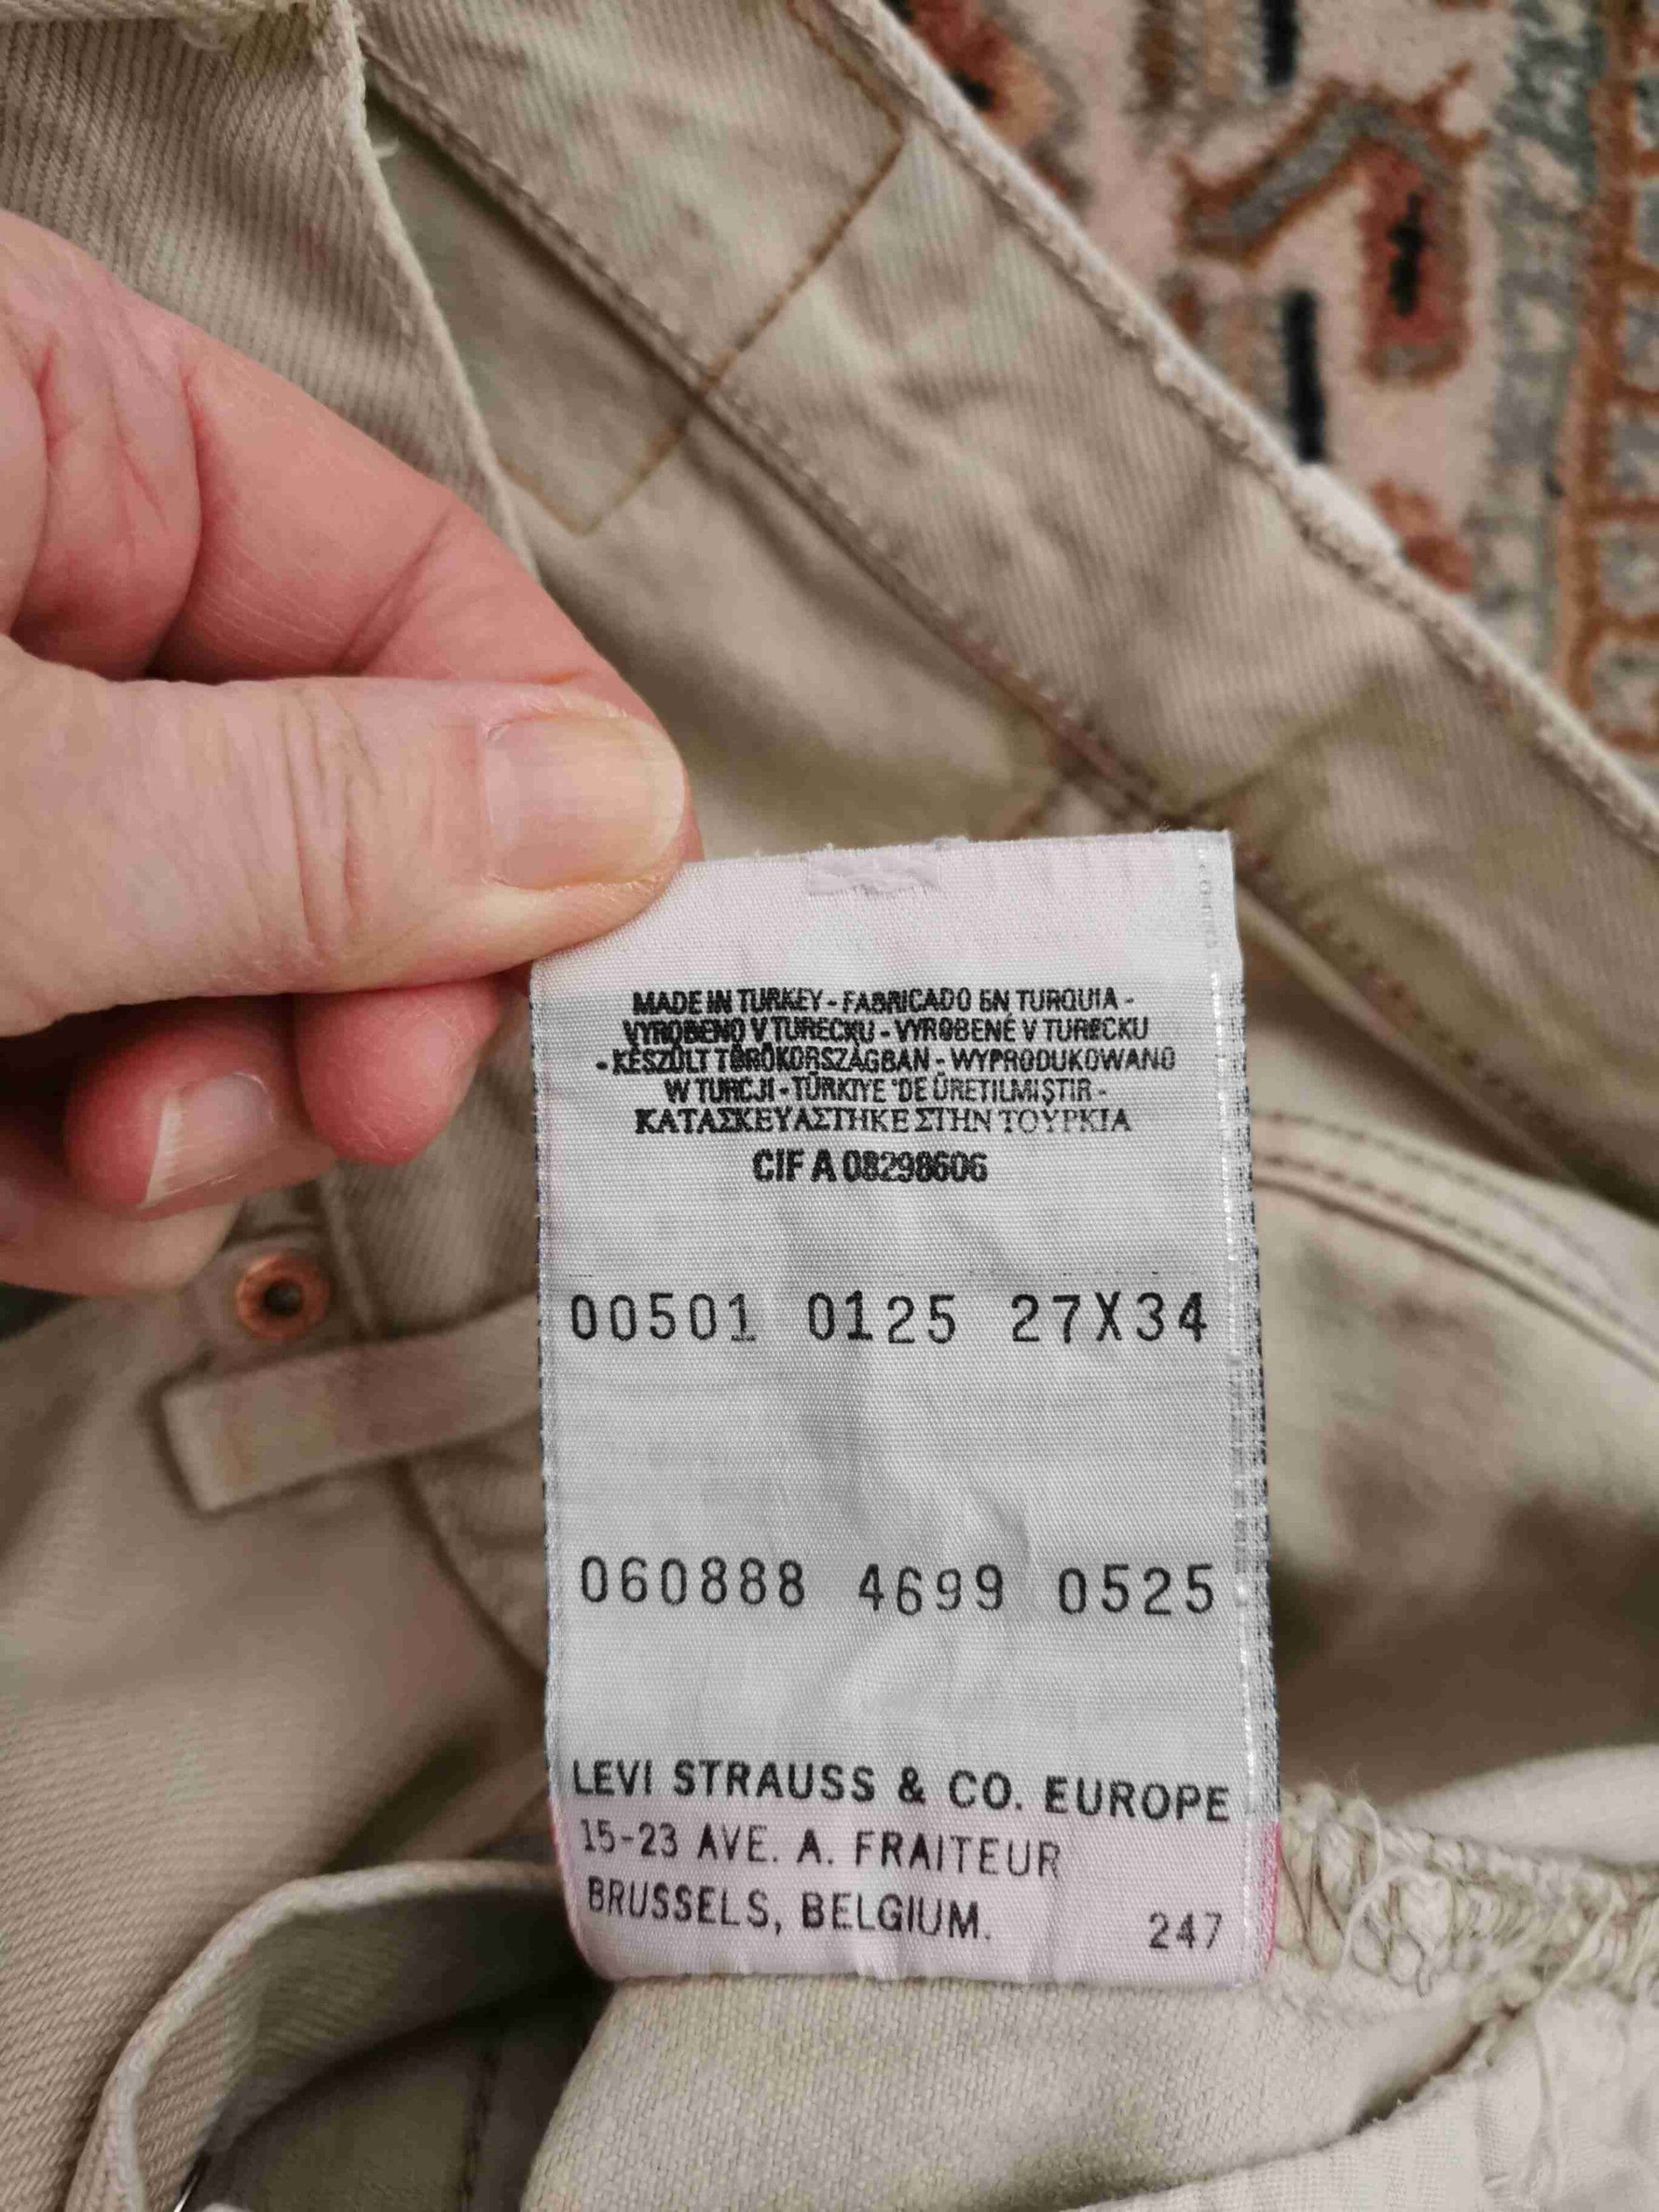 MADE IN TURKEY - FABRICADO EN TURQUIA -
VYROBENO V TURECKU - VYROBENÉ V TURECKU
- KÉSZÜLT TÖRÖKORSZÁGBAN - WYPRODUKOWANO
W TURCJI - TÜRKIYE 'DE ÜRETILMIŞTIR -
ΚΑΤΑΣΚΕΥΑΣΤΗΚΕ ΣΤΗΝ ΤΟΥΡΚΙΑ
CIF A 08298606
00501 0125 27X34
060888 4699 0525
LEVI STRAUSS & CO. EUROPE
15-23 AVE. A. FRAITEUR
BRUSSELS, BELGIUM. 247